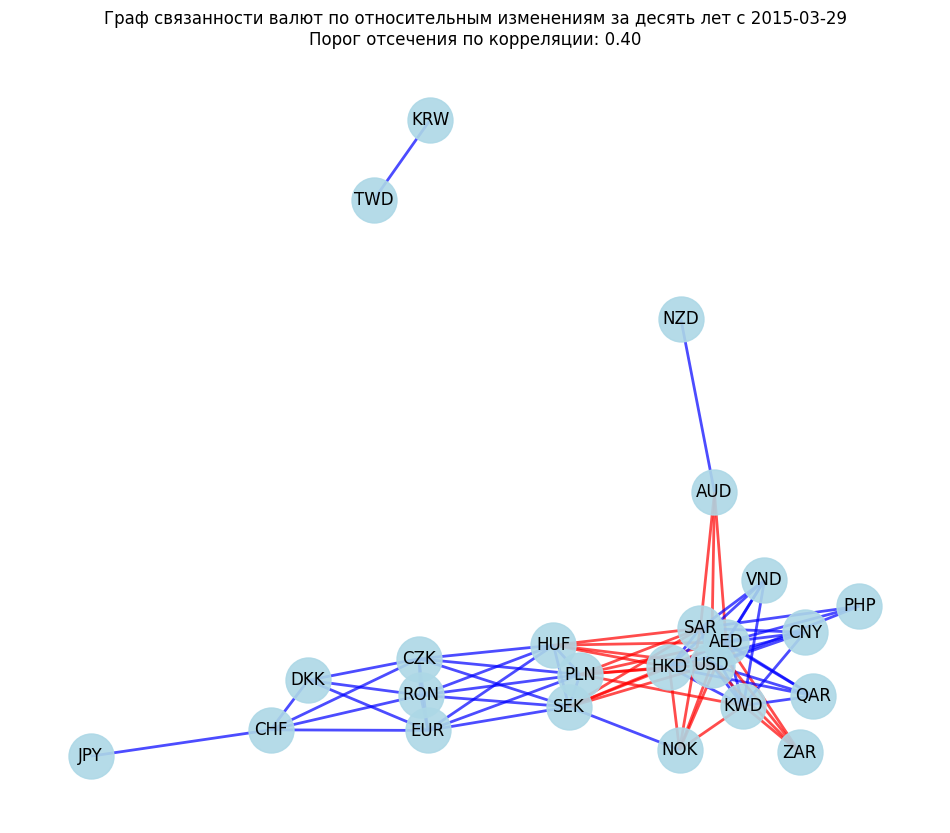 Граф связанности валют по относительным изменениям за десять лет с 2015-03-29
Порог отсечения по корреляции: 0.40
KRW
TWD
NZD
AUD
VND
PHP
SAR
CNY
AED
HUF
CZK
HKD
USD
PLN
DKK
RON
QAR
SEK
KWD
CHF
EUR
NOK
ZAR
JPY